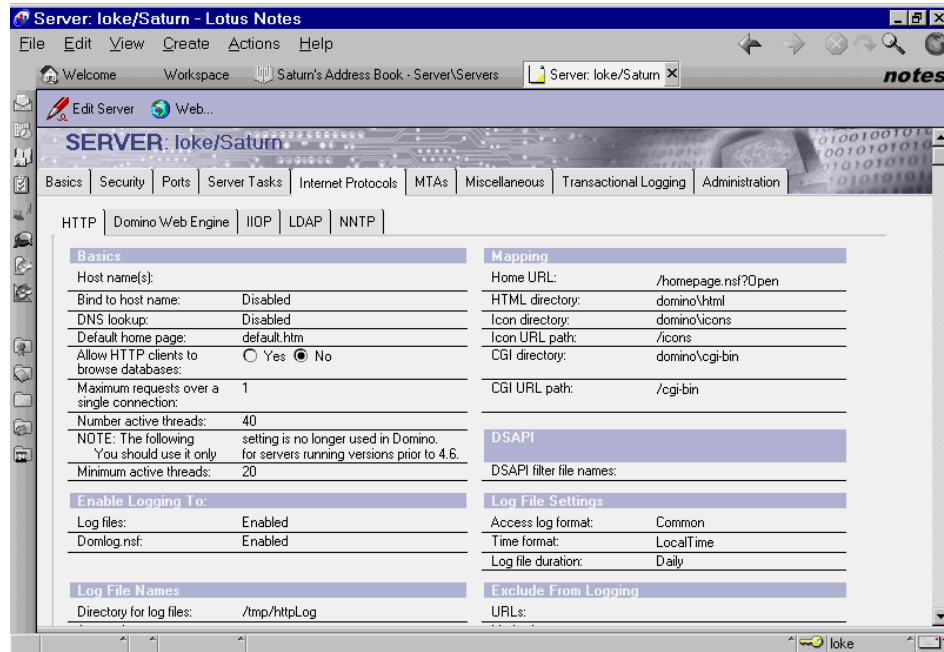 Server: loke/Saturn - Lotus Notes
File Edit View Create Actions Help
Welcome Workspace Saturn's Address Book - Server\Servers Server: loke/Saturn
notes
Edit Server Web...
SERVER: loke/Saturn
Basics Security Ports Server Tasks Internet Protocols MTAs Miscellaneous Transactional Logging Administration
HTTP Domino Web Engine IIOP LDAP NNTP
Basics
Host name(s):
Bind to host name: Disabled
DNS lookup: Disabled
Default home page: default.htm
Allow HTTP clients to Yes No
browse databases:
Maximum requests over a 1
single connection:
Number active threads: 40
NOTE: The following setting is no longer used in Domino.
You should use it only for servers running versions prior to 4.6.
Minimum active threads: 20
Mapping
Home URL: /homepage.nsf?Open
HTML directory: domino\html
Icon directory: domino\icons
Icon URL path: /icons
CGI directory: domino\cgi-bin
CGI URL path: /cgi-bin
DSAPI
DSAPI filter file names:
Enable Logging To:
Log files: Enabled
Domlog.nsf: Enabled
Log File Settings
Access log format: Common
Time format: LocalTime
Log file duration: Daily
Log File Names
Directory for log files: /tmp/httpLog
Exclude From Logging
URLs:
loke